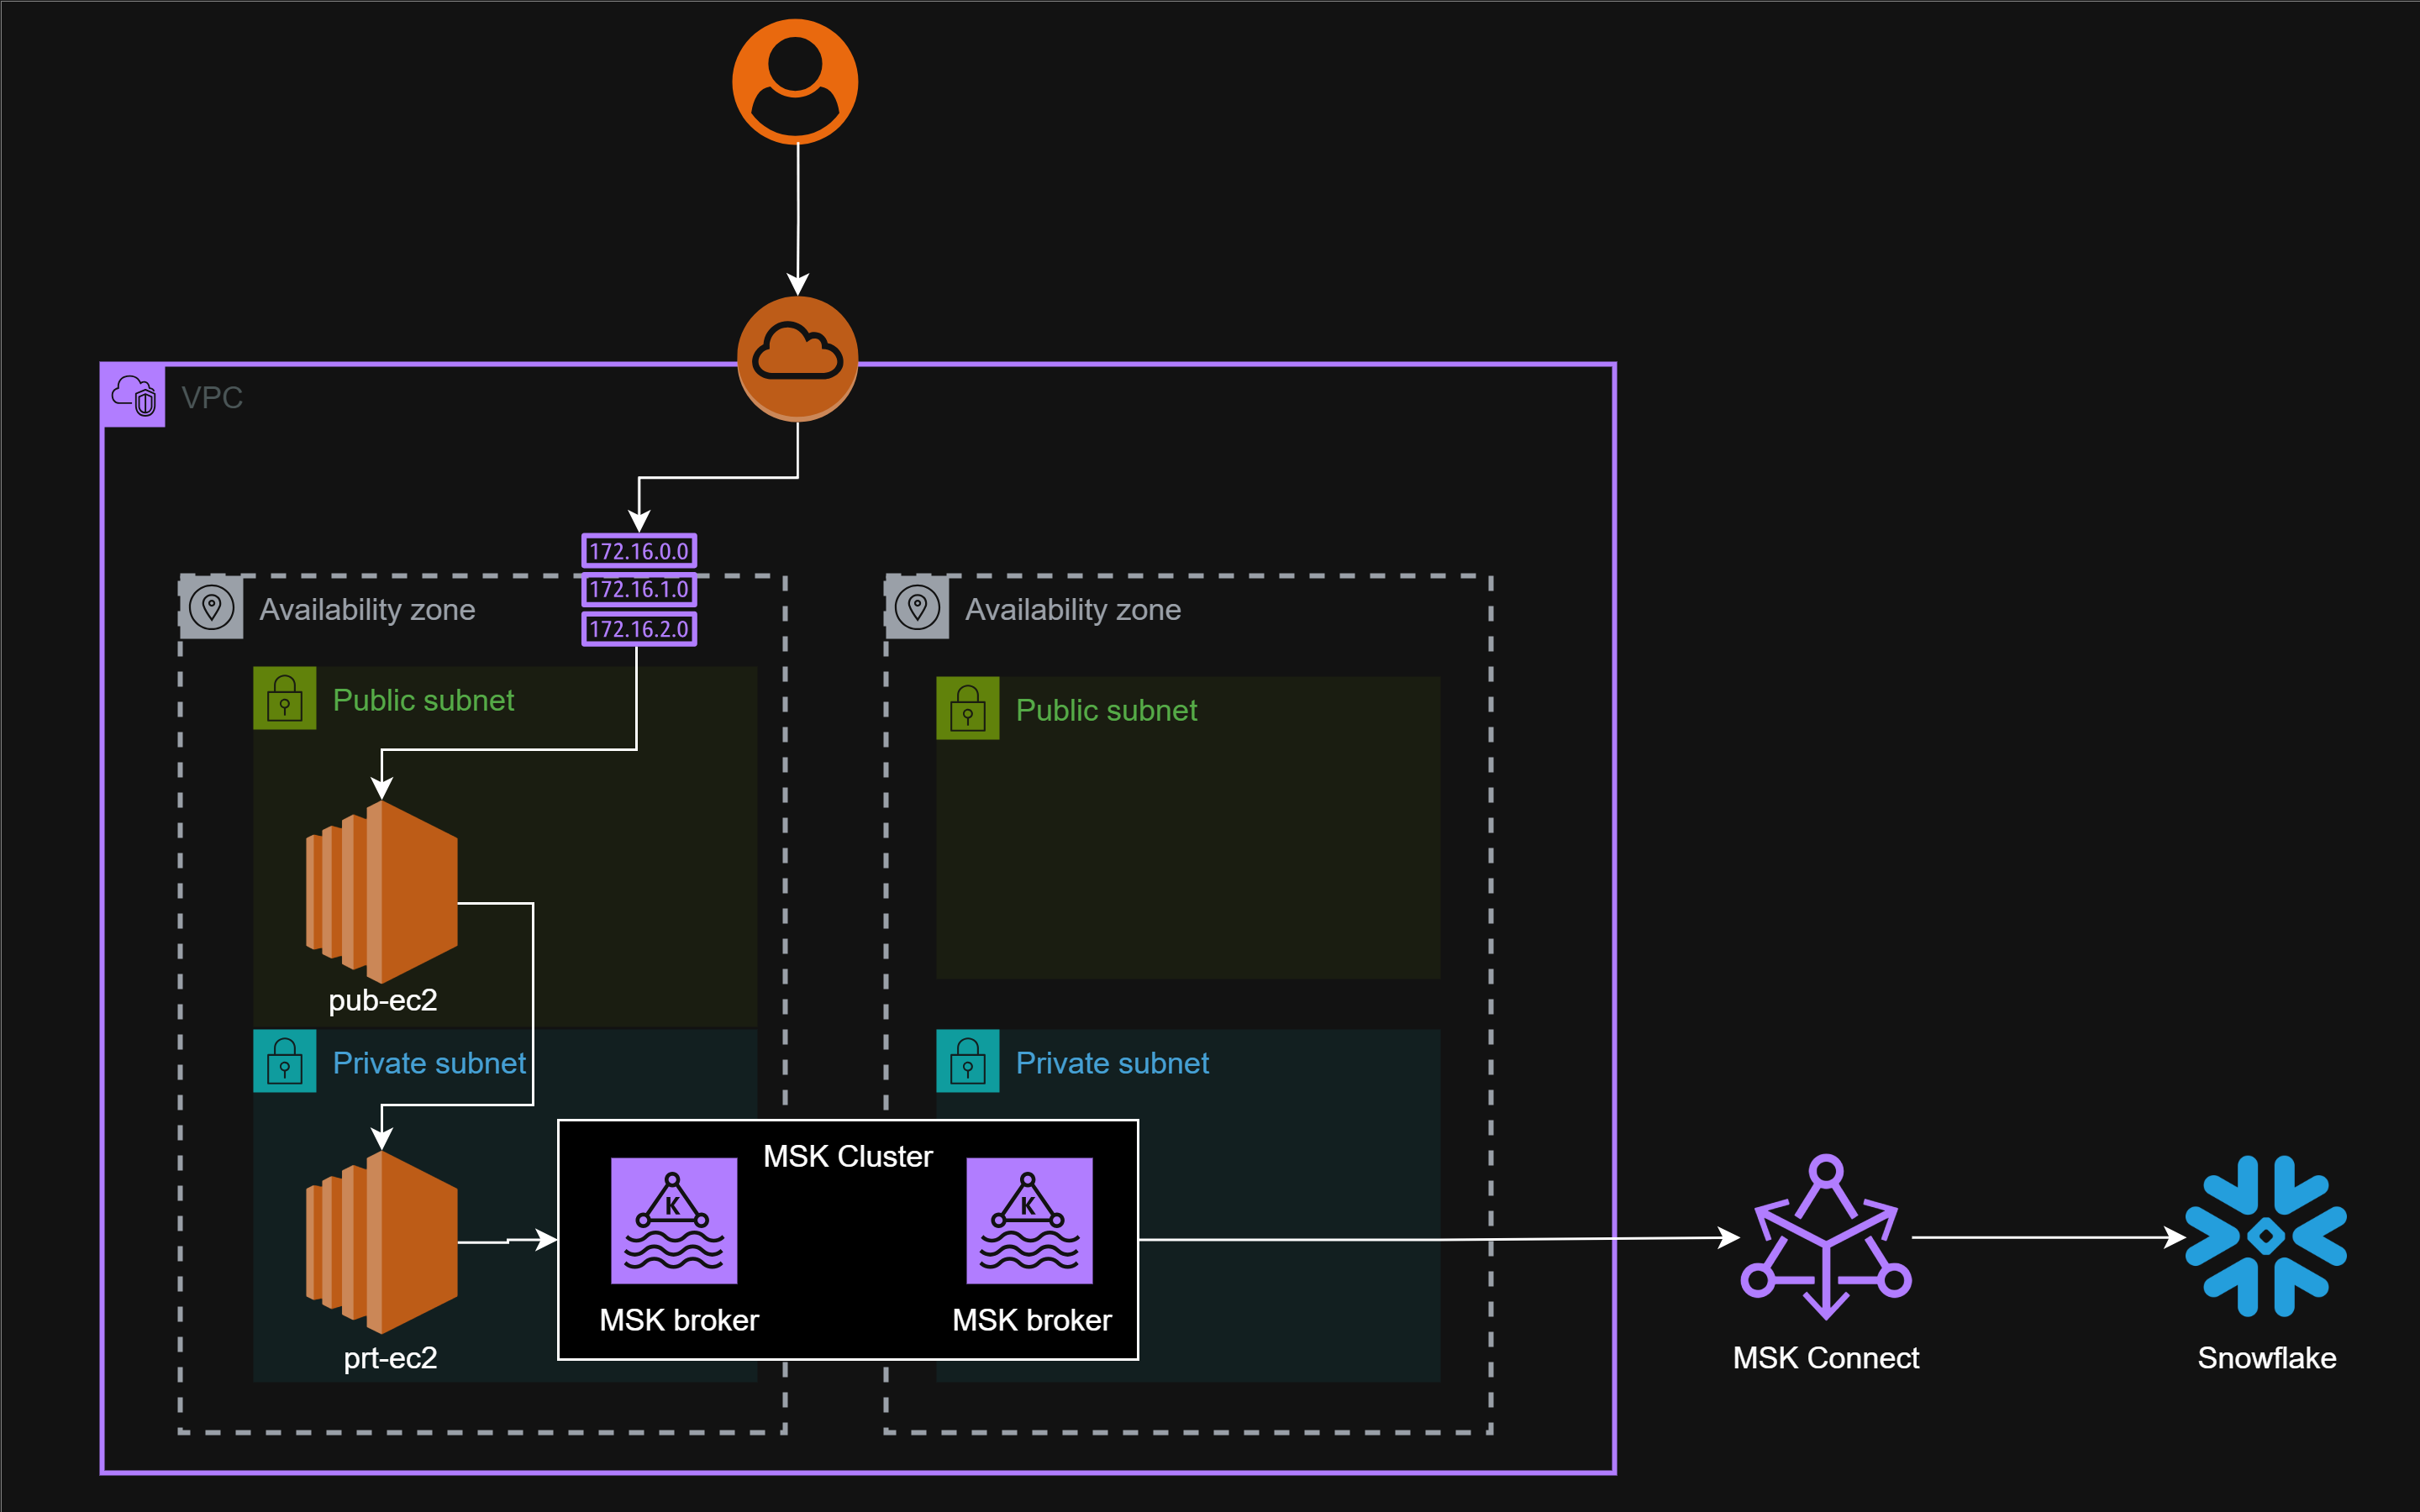 VPC
172.16.0.0
172.16.1.0
172.16.2.0
Availability zone
Availability zone
Public subnet
Public subnet
pub-ec2
Private subnet
Private subnet
MSK Cluster
K
K
MSK broker
MSK broker
prt-ec2
MSK Connect
Snowflake